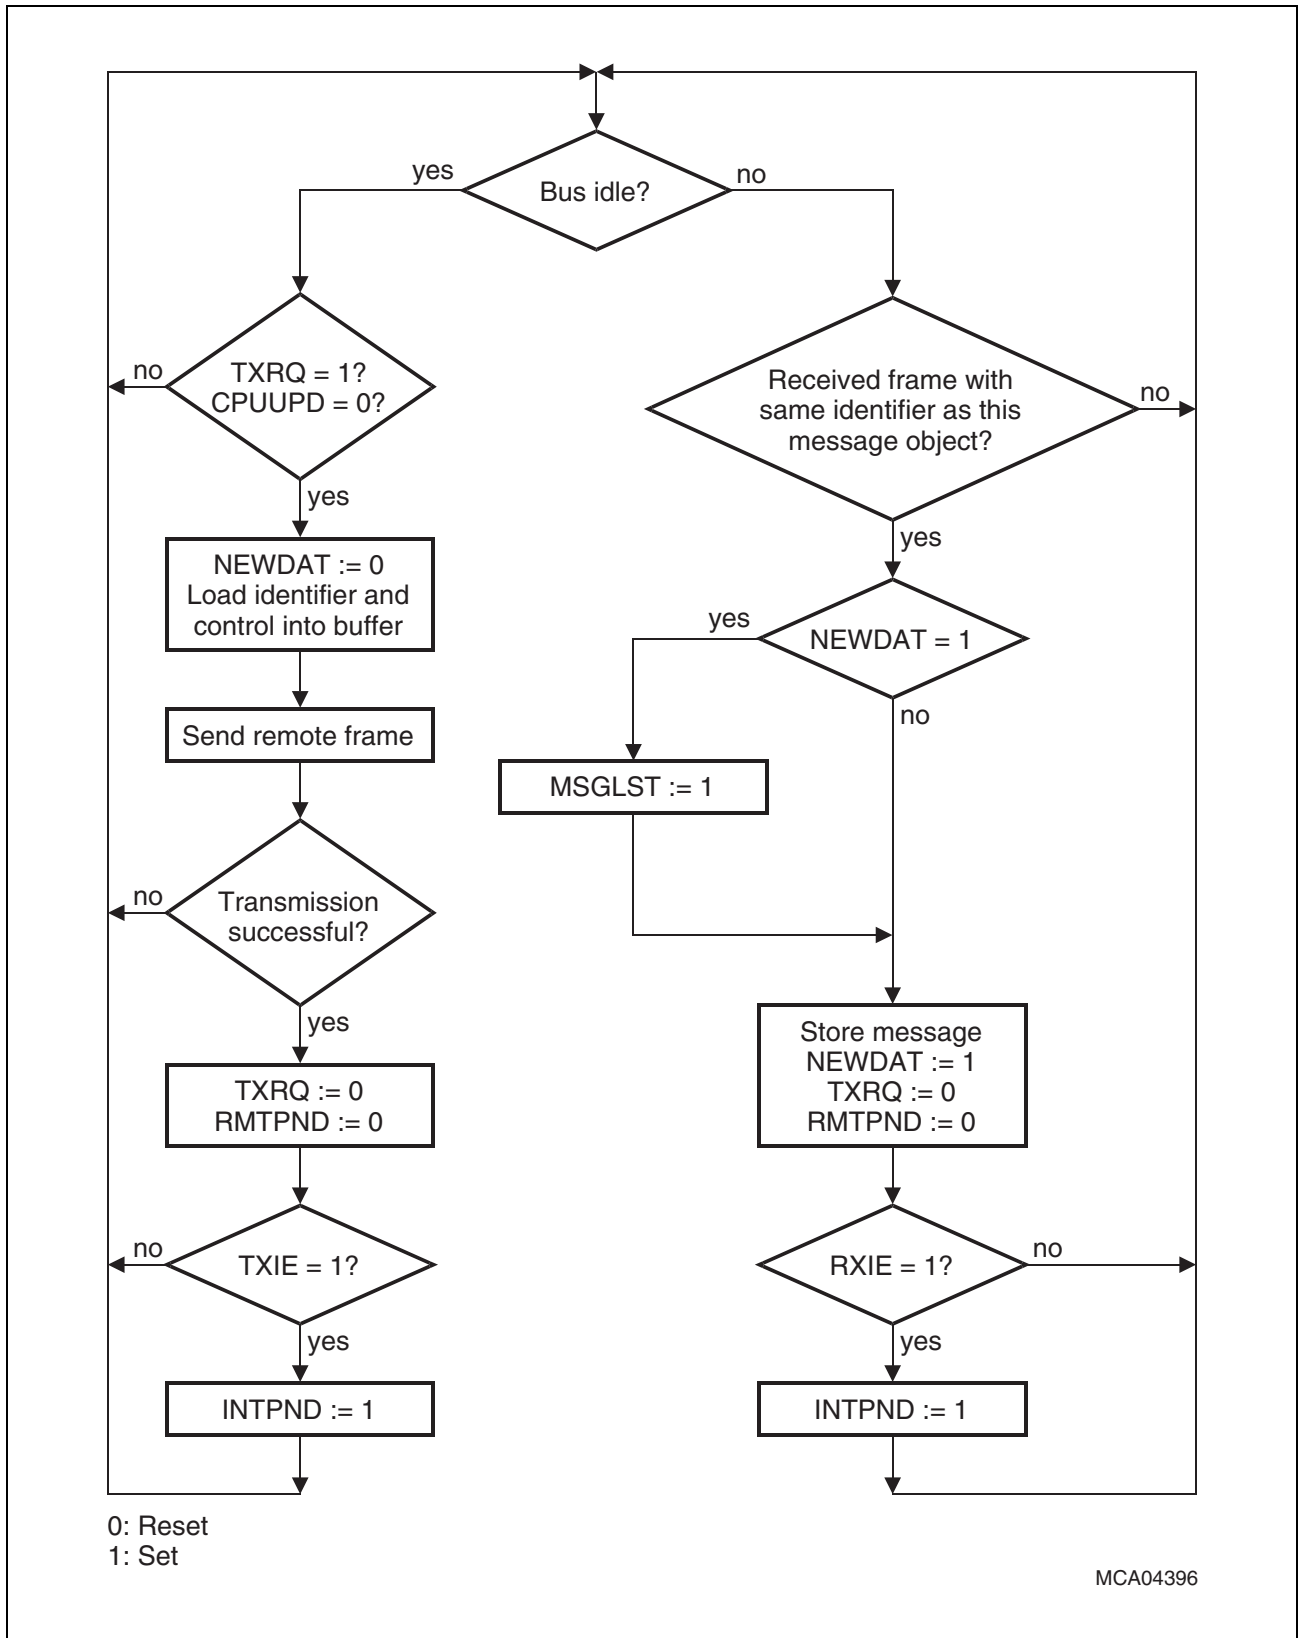 Bus idle?
yes
no
TXRQ = 1?
CPUUPD = 0?
no
yes
NEWDAT := 0
Load identifier and
control into buffer
Send remote frame
Transmission
successful?
no
yes
TXRQ := 0
RMTPND := 0
TXIE = 1?
no
yes
INTPND := 1
Received frame with
same identifier as this
message object?
no
yes
NEWDAT = 1
yes
no
MSGLST := 1
Store message
NEWDAT := 1
TXRQ := 0
RMTPND := 0
RXIE = 1?
no
yes
INTPND := 1
0: Reset
1: Set
MCA04396